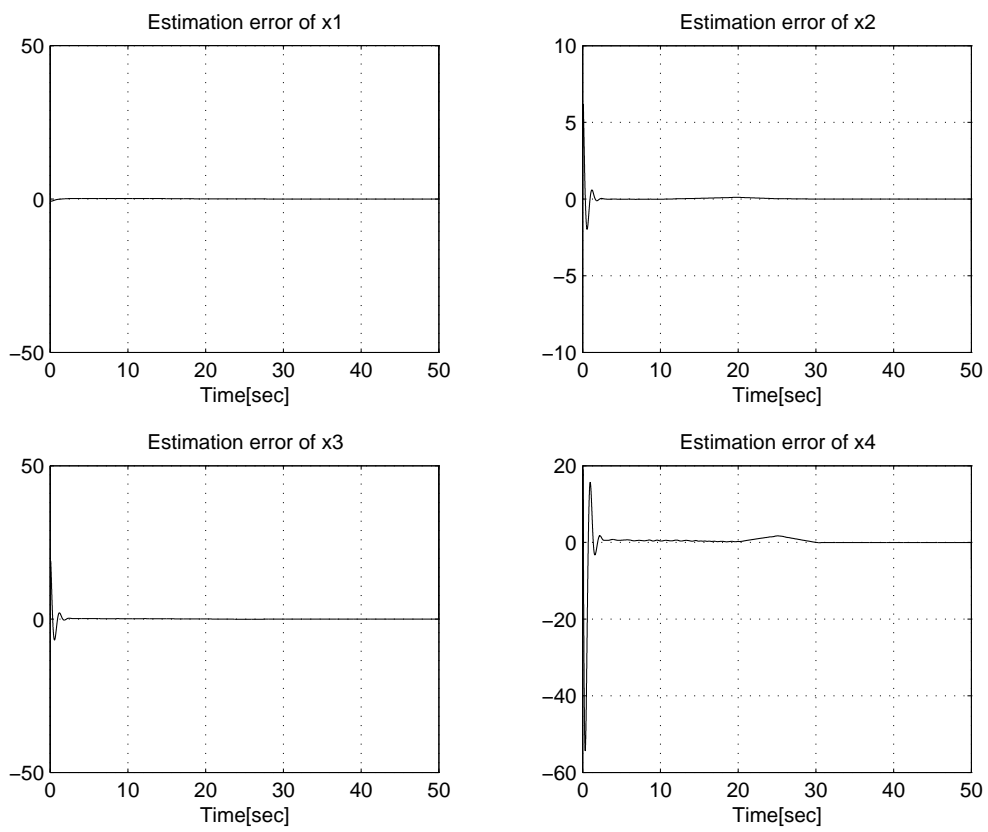 Estimation error of x1
50
0
−50
0 10 20 30 40 50
Time[sec]
Estimation error of x2
10
5
0
−5
−10
0 10 20 30 40 50
Time[sec]
Estimation error of x3
50
0
−50
0 10 20 30 40 50
Time[sec]
Estimation error of x4
20
0
−20
−40
−60
0 10 20 30 40 50
Time[sec]